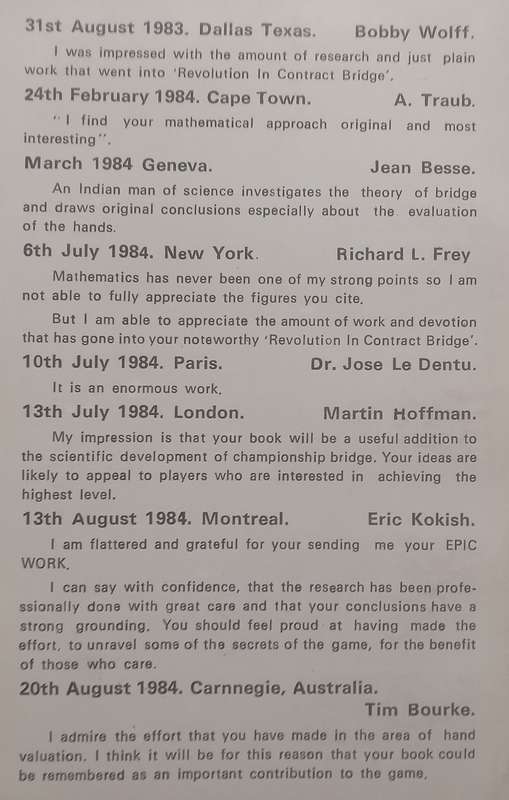 31st August 1983. Dallas Texas. Bobby Wolff.
I was impressed with the amount of research and just plain
work that went into 'Revolution In Contract Bridge'.
24th February 1984. Cape Town. A. Traub.
"I find your mathematical approach original and most
interesting".
March 1984 Geneva. Jean Besse.
An Indian man of science investigates the theory of bridge
and draws original conclusions especially about the evaluation
of the hands.
6th July 1984. New York. Richard L. Frey
Mathematics has never been one of my strong points so I am
not able to fully appreciate the figures you cite.
But I am able to appreciate the amount of work and devotion
that has gone into your noteworthy 'Revolution In Contract Bridge'.
10th July 1984. Paris. Dr. Jose Le Dentu.
It is an enormous work.
13th July 1984. London. Martin Hoffman.
My impression is that your book will be a useful addition to
the scientific development of championship bridge. Your ideas are
likely to appeal to players who are interested in achieving the
highest level.
13th August 1984. Montreal. Eric Kokish.
I am flattered and grateful for your sending me your EPIC
WORK.
I can say with confidence, that the research has been profe-
ssionally done with great care and that your conclusions have a
strong grounding. You should feel proud at having made the
effort, to unravel some of the secrets of the game, for the benefit
of those who care.
20th August 1984. Carnnegie, Australia.
Tim Bourke.
I admire the effort that you have made in the area of hand
valuation. I think it will be for this reason that your book could
be remembered as an important contribution to the game.